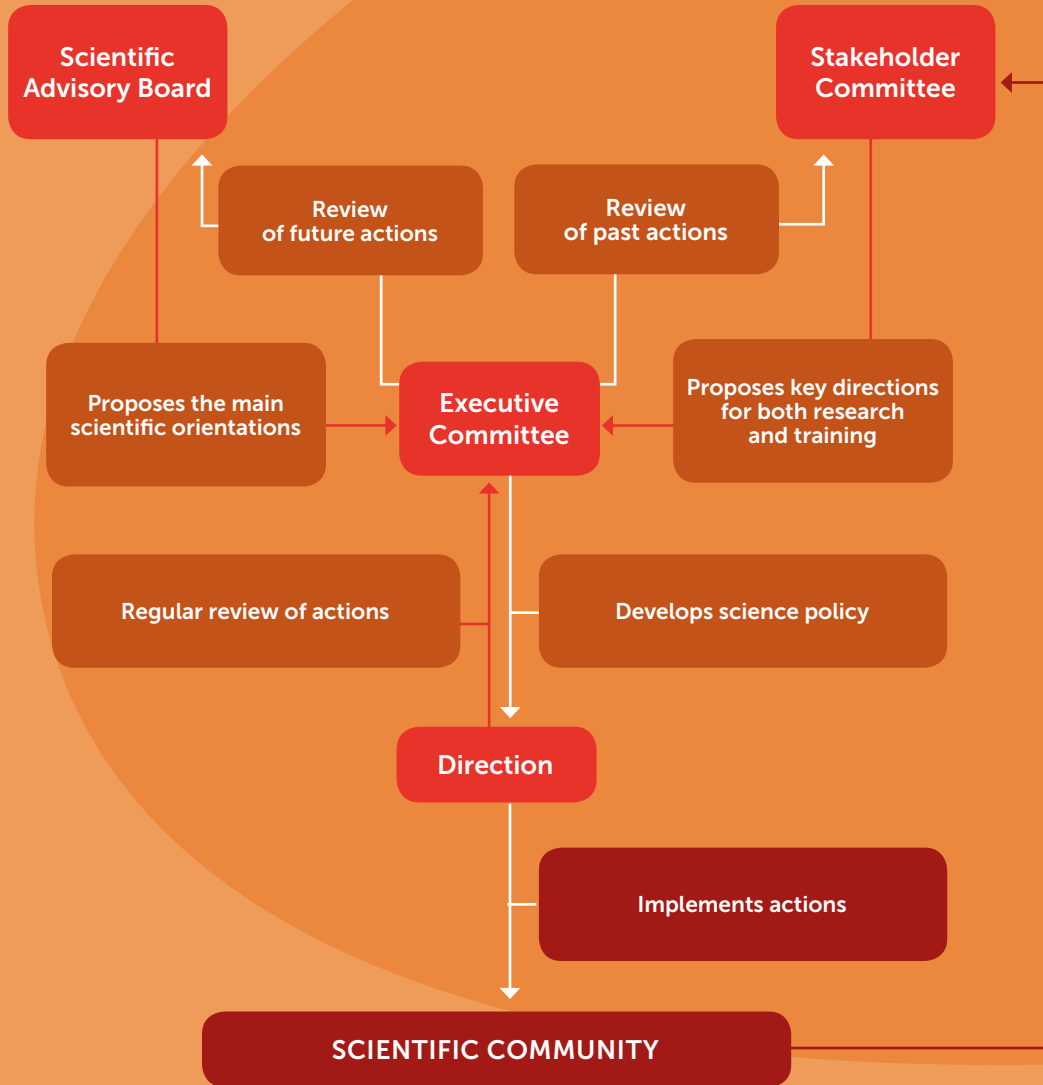 Scientific
Advisory Board
Stakeholder
Committee
Review
of future actions
Review
of past actions
Proposes the main
scientific orientations
Executive
Committee
Proposes key directions
for both research
and training
Regular review of actions
Develops science policy
Direction
Implements actions
SCIENTIFIC COMMUNITY